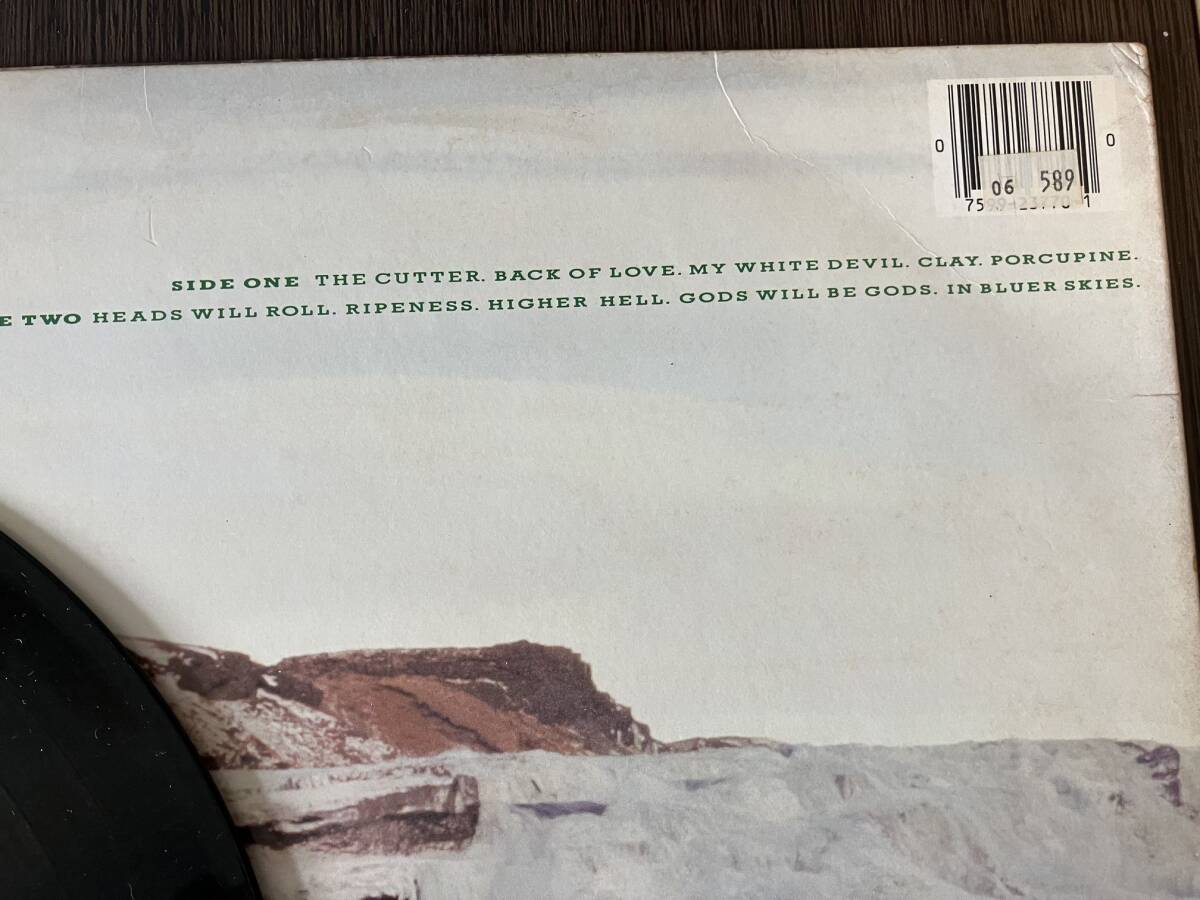 0 0
06 589
SIDE ONE THE CUTTER. BACK OF LOVE. MY WHITE DEVIL. CLAY. PORCUPINE.
E TWO HEADS WILL ROLL. RIPENESS. HIGHER HELL. GODS WILL BE GODS. IN BLUER SKIES.